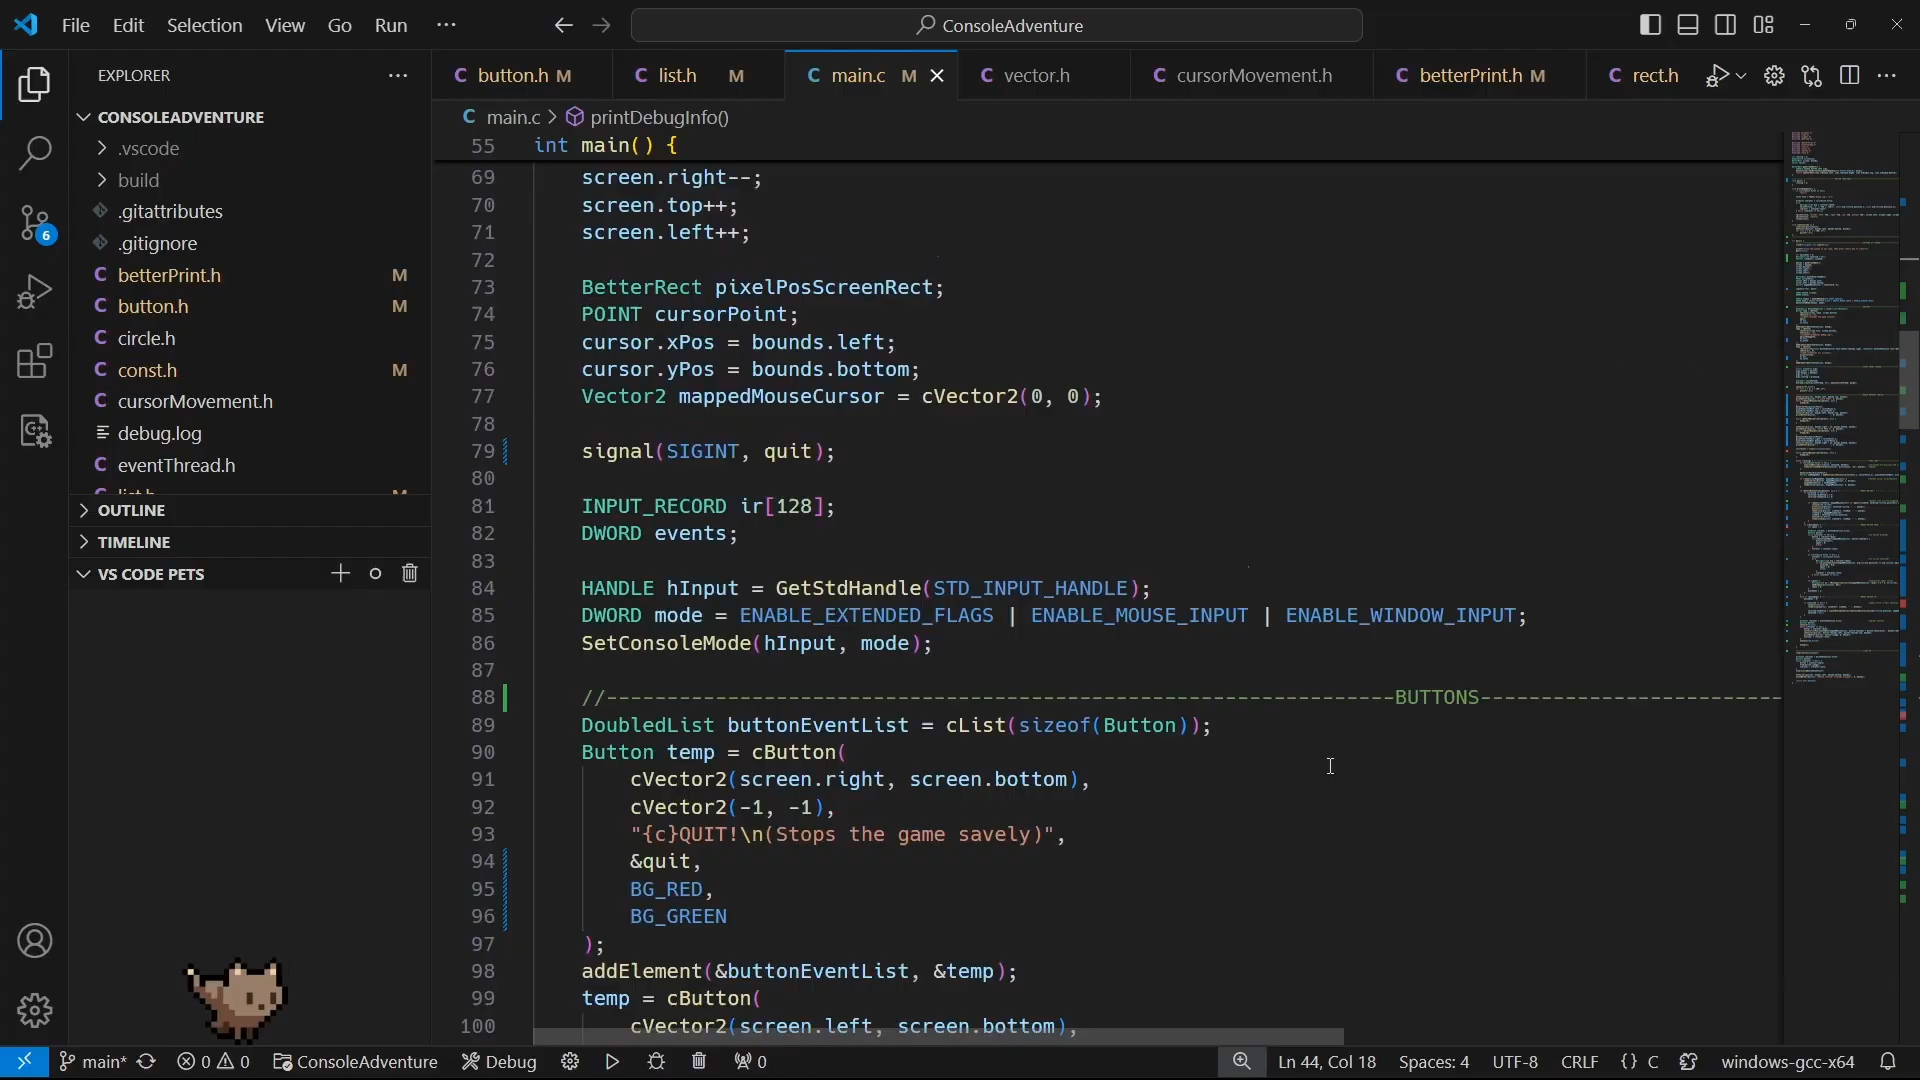 File Edit Selection View Go Run ···
ConsoleAdventure
EXPLORER
CONSOLEADVENTURE
.vscode
build
.gitattributes
.gitignore
betterPrint.h M
button.h M
circle.h
const.h M
cursorMovement.h
debug.log
eventThread.h
OUTLINE
TIMELINE
VS CODE PETS
6
button.h M
list.h M
main.c M
vector.h
cursorMovement.h
betterPrint.h M
rect.h
main.c > printDebugInfo()
55 int main() {
69 screen.right--;
70 screen.top++;
71 screen.left++;
72
73 BetterRect pixelPosScreenRect;
74 POINT cursorPoint;
75 cursor.xPos = bounds.left;
76 cursor.yPos = bounds.bottom;
77 Vector2 mappedMouseCursor = cVector2(0, 0);
78
79 signal(SIGINT, quit);
80
81 INPUT_RECORD ir[128];
82 DWORD events;
83
84 HANDLE hInput = GetStdHandle(STD_INPUT_HANDLE);
85 DWORD mode = ENABLE_EXTENDED_FLAGS | ENABLE_MOUSE_INPUT | ENABLE_WINDOW_INPUT;
86 SetConsoleMode(hInput, mode);
87
88 //-----------------------------------------------------------------BUTTONS-------------------------
89 DoubledList buttonEventList = cList(sizeof(Button));
90 Button temp = cButton(
91 cVector2(screen.right, screen.bottom),
92 cVector2(-1, -1),
93 "{c}QUIT!\n(Stops the game savely)",
94 &quit,
95 BG_RED,
96 BG_GREEN
97 );
98 addElement(&buttonEventList, &temp);
99 temp = cButton(
100 cVector2(screen.left, screen.bottom),
main* 0 0 ConsoleAdventure Debug 0 Ln 44, Col 18 Spaces: 4 UTF-8 CRLF {} C windows-gcc-x64